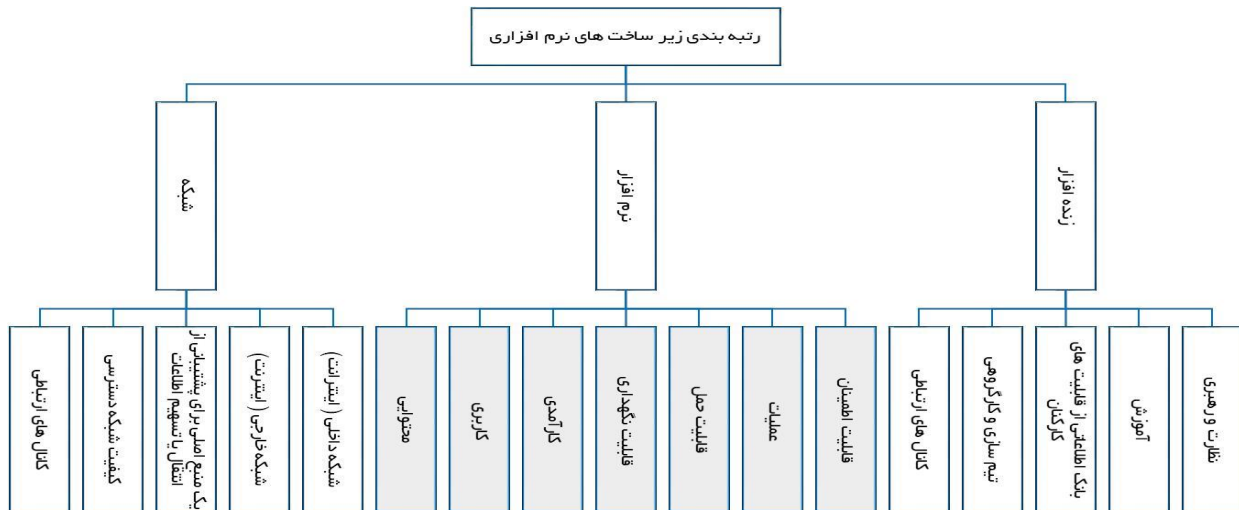 رتبه بندی زیر ساخت های نرم افزاری
زنده افزار
نرم افزار
شبکه
نظارت و رهبری
آموزش
بانک اطلاعاتی از قابلیت های
کارکنان
تیم سازی و کارگروهی
کانال های ارتباطی
قابلیت اطمینان
عملیات
قابلیت حمل
قابلیت نگهداری
کارآمدی
کاربری
محتوایی
شبکه داخلی ( اینترانت)
شبکه خارجی ( اینترنت)
یک منبع اصلی برای پشتیبانی از
انتقال یا تسهیم اطلاعات
کیفیت شبکه دسترسی
کانال های ارتباطی